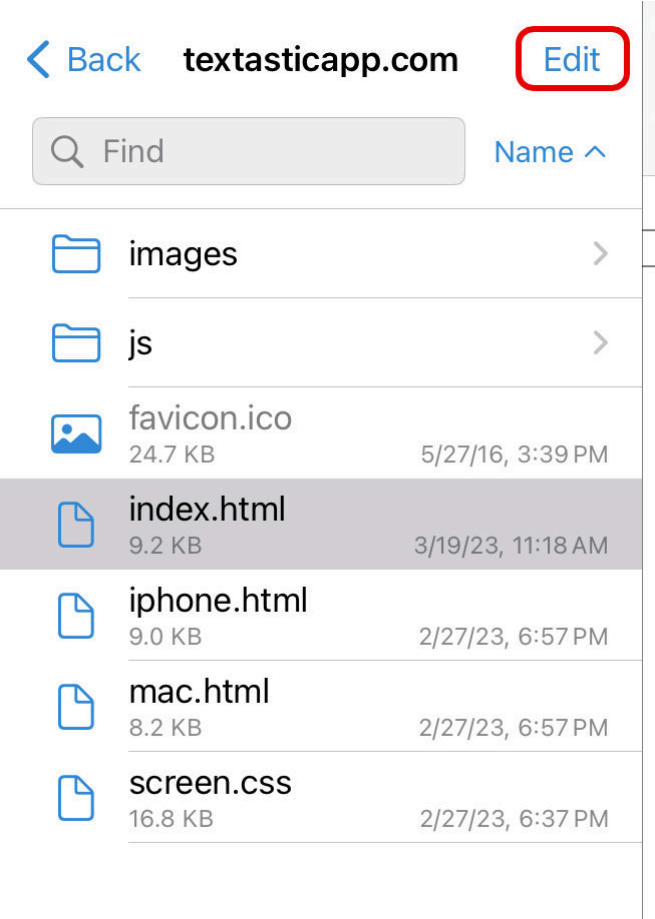 Back textasticapp.com Edit
Find Name
images
js
favicon.ico
24.7 KB 5/27/16, 3:39 PM
index.html
9.2 KB 3/19/23, 11:18 AM
iphone.html
9.0 KB 2/27/23, 6:57 PM
mac.html
8.2 KB 2/27/23, 6:57 PM
screen.css
16.8 KB 2/27/23, 6:37 PM